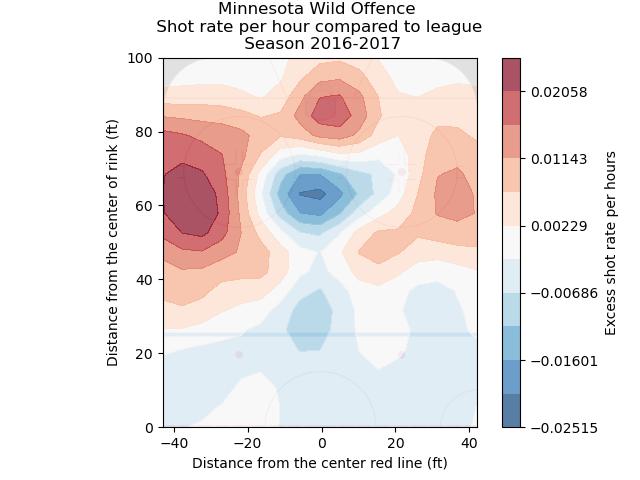 Minnesota Wild Offence
Shot rate per hour compared to league
Season 2016-2017
100
80
60
40
20
0
−40
−20
0
20
40
Distance from the center of rink (ft)
Distance from the center red line (ft)
0.02058
0.01143
0.00229
−0.00686
−0.01601
−0.02515
Excess shot rate per hours